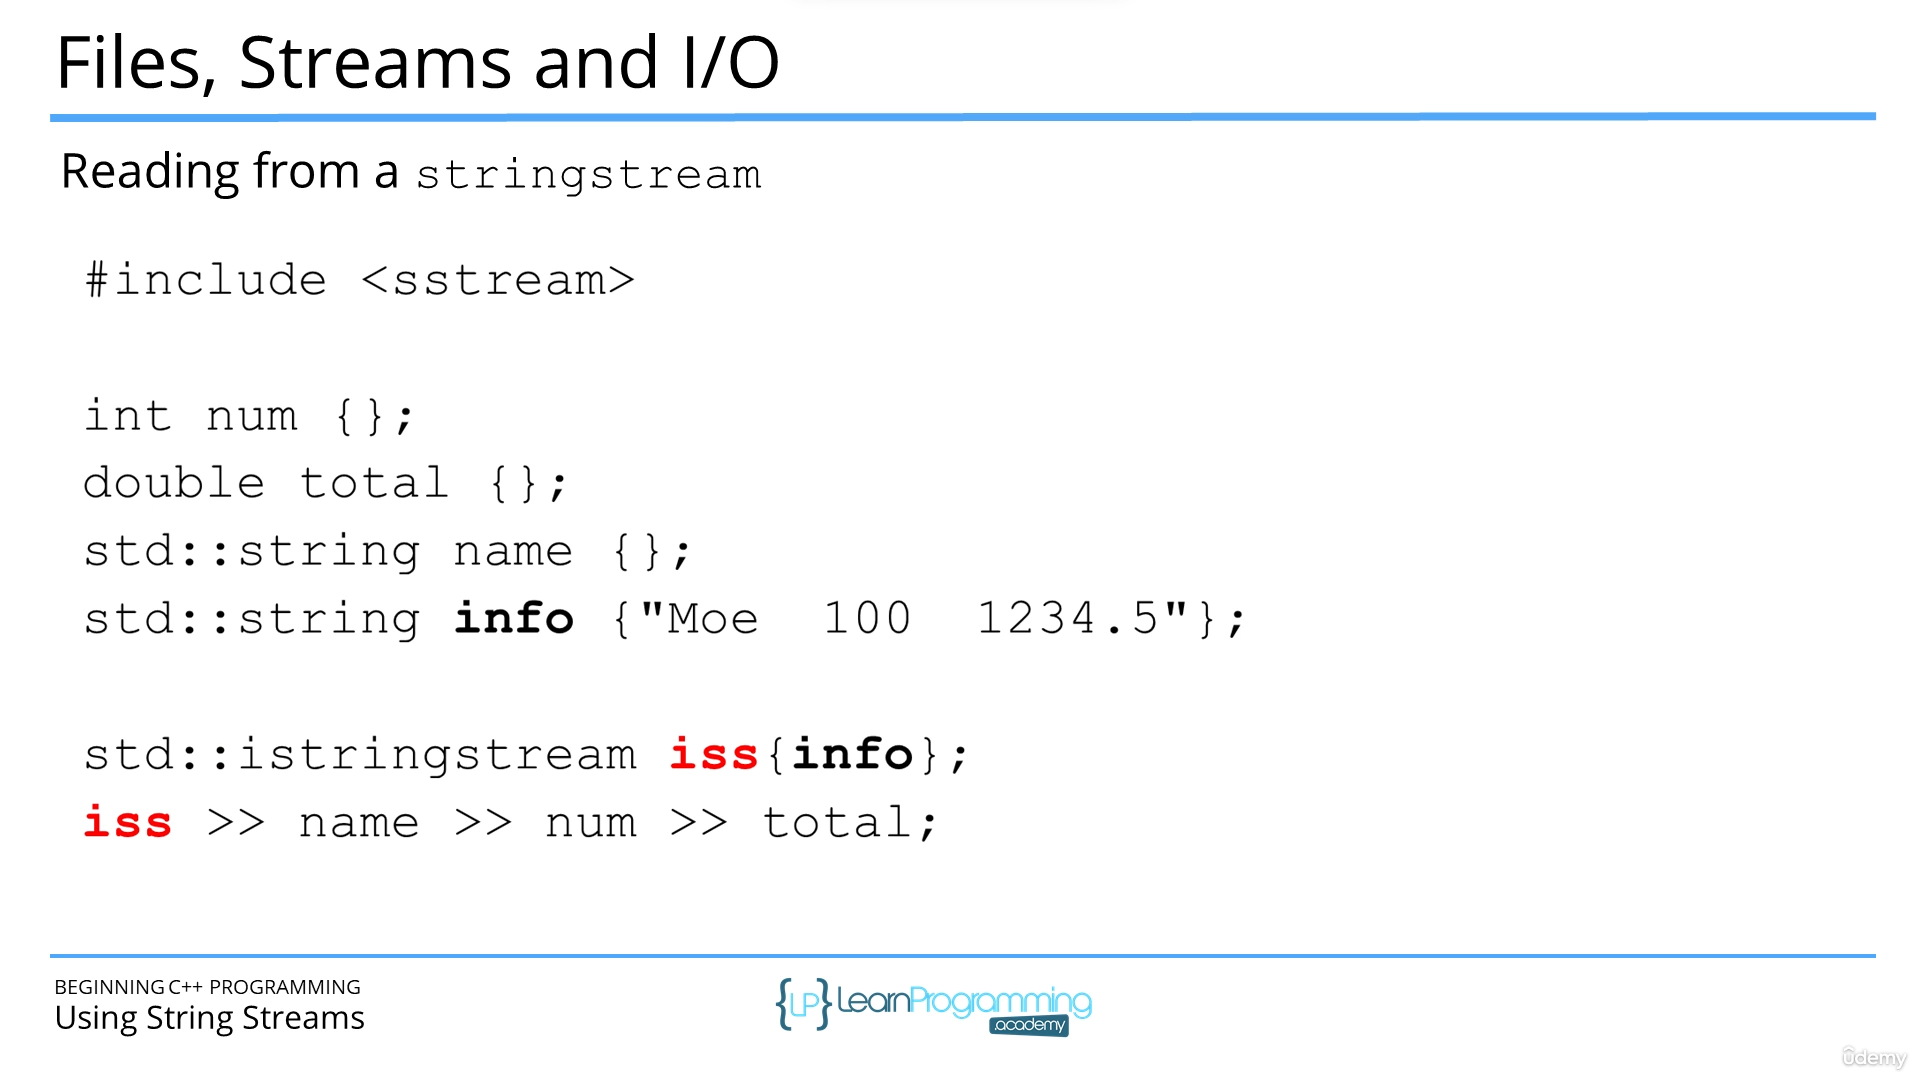 Files, Streams and I/O
Reading from a stringstream
#include <sstream>
int num {};
double total {};
std::string name {};
std::string info {"Moe  100  1234.5"};
std::istringstream iss{info};
iss >> name >> num >> total;
BEGINNING C++ PROGRAMMING
Using String Streams
{LP} LearnProgramming
.academy
ûdemy